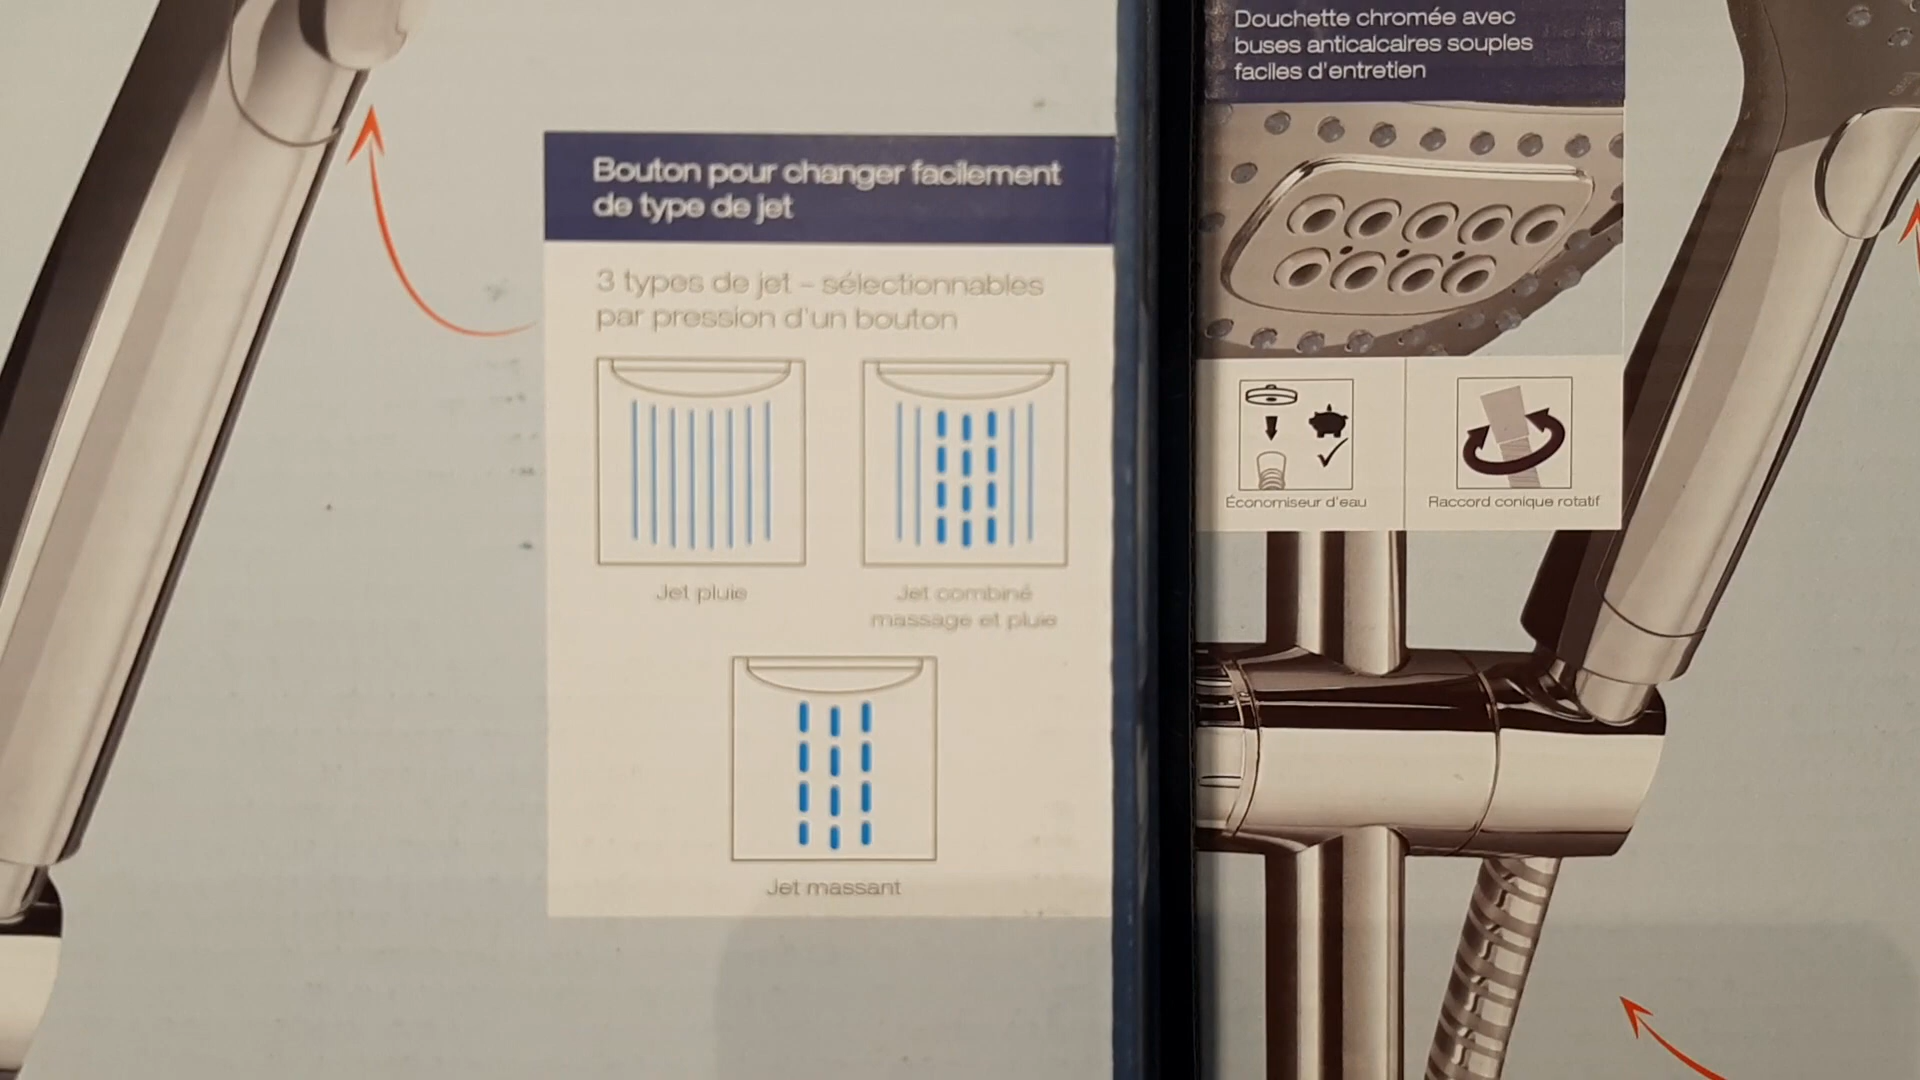 Bouton pour changer facilement
de type de jet
3 types de jet – sélectionnables
par pression d'un bouton
Jet pluie
Jet combiné
massage et pluie
Jet massant
Douchette chromée avec
buses anticalcaires souples
faciles d'entretien
Économiseur d'eau
Raccord conique rotatif